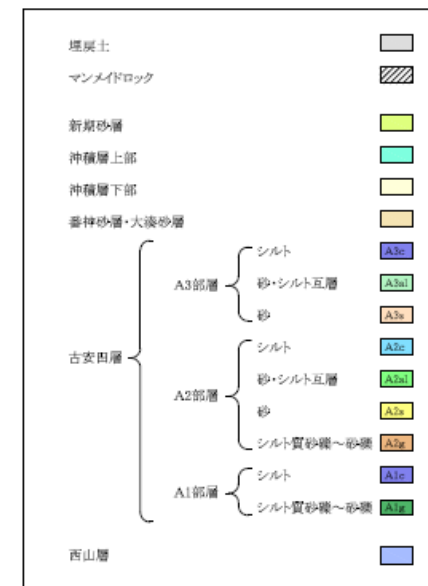 埋戻土
マンメイドロック
新期砂層
沖積層上部
沖積層下部
番神砂層・大湊砂層
シルト A3c
A3部層 砂・シルト互層 A3al
砂 A3s
シルト A2c
古安田層
A2部層 砂・シルト互層 A2al
砂 A2s
シルト質砂礫~砂礫 A2g
シルト A1c
A1部層 シルト質砂礫~砂礫 A1g
西山層